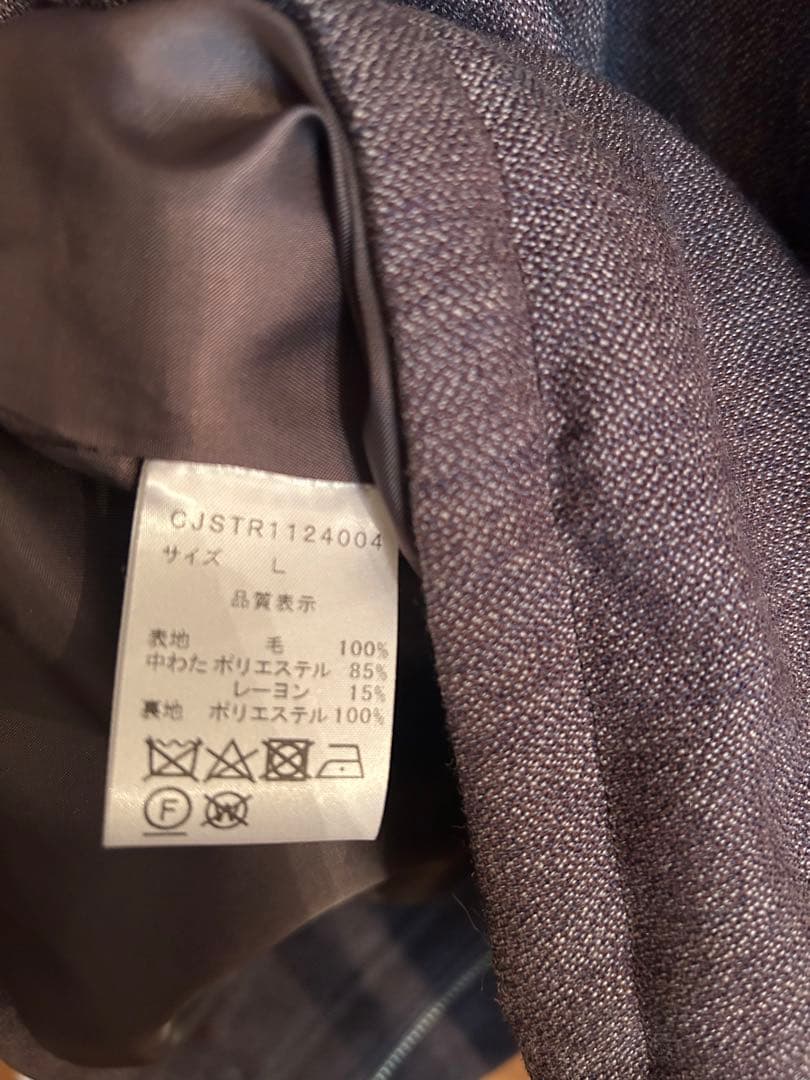 CJSTR1124004
サイズ L
品質表示
表地 毛 100%
中わた ポリエステル 85%
レーヨン 15%
裏地 ポリエステル 100%
F W